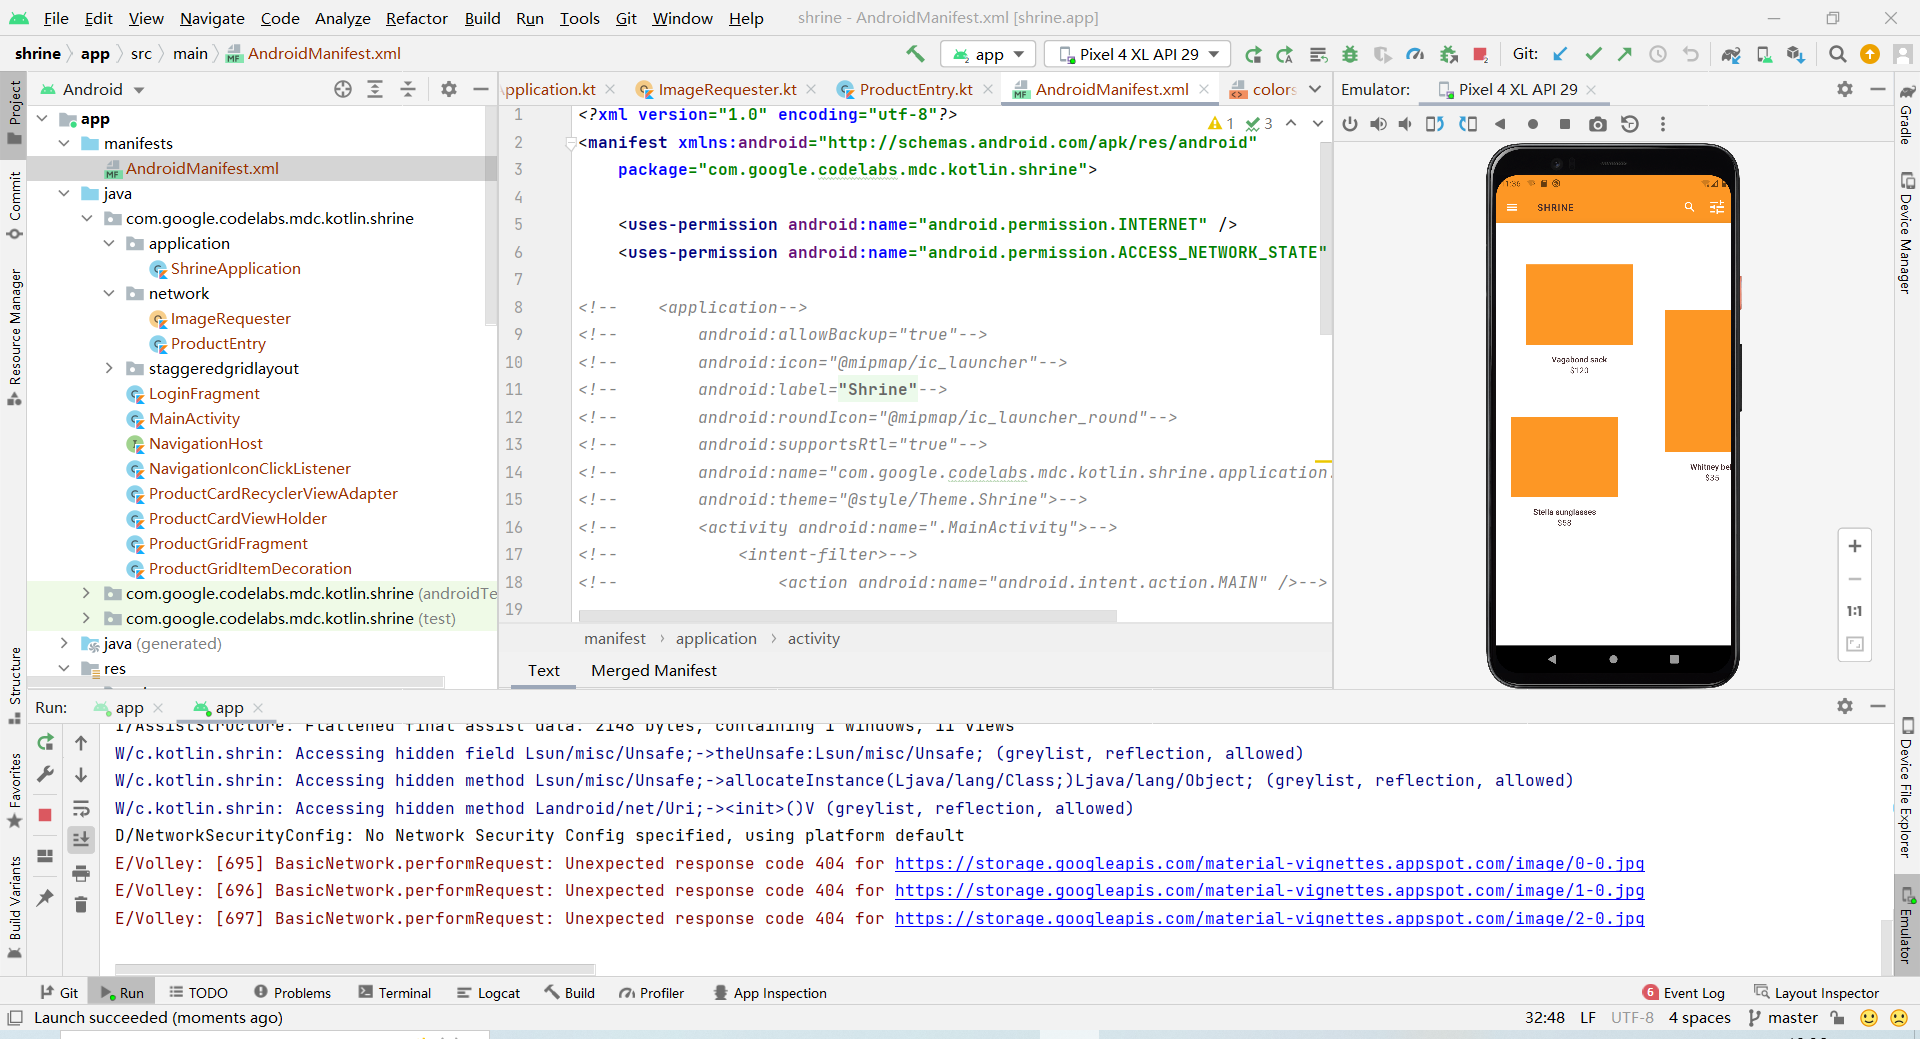 File Edit View Navigate Code Analyze Refactor Build Run Tools Git Window Help shrine - AndroidManifest.xml [shrine.app]
shrine app src main AndroidManifest.xml app Pixel 4 XL API 29 Git:
Android
Application.kt ImageRequester.kt ProductEntry.kt AndroidManifest.xml colors
Emulator: Pixel 4 XL API 29
Project
Commit
Resource Manager
Structure
Favorites
Build Variants
app
manifests
AndroidManifest.xml
java
com.google.codelabs.mdc.kotlin.shrine
application
ShrineApplication
network
ImageRequester
ProductEntry
staggeredgridlayout
LoginFragment
MainActivity
NavigationHost
NavigationIconClickListener
ProductCardRecyclerViewAdapter
ProductCardViewHolder
ProductGridFragment
ProductGridItemDecoration
com.google.codelabs.mdc.kotlin.shrine (androidTe
com.google.codelabs.mdc.kotlin.shrine (test)
java (generated)
res
1 3
1 <?xml version="1.0" encoding="utf-8"?>
2 <manifest xmlns:android="http://schemas.android.com/apk/res/android"
3 package="com.google.codelabs.mdc.kotlin.shrine">
4
5 <uses-permission android:name="android.permission.INTERNET" />
6 <uses-permission android:name="android.permission.ACCESS_NETWORK_STATE"
7
8 <!-- <application-->
9 <!-- android:allowBackup="true"-->
10 <!-- android:icon="@mipmap/ic_launcher"-->
11 <!-- android:label="Shrine"-->
12 <!-- android:roundIcon="@mipmap/ic_launcher_round"-->
13 <!-- android:supportsRtl="true"-->
14 <!-- android:name="com.google.codelabs.mdc.kotlin.shrine.application.
15 <!-- android:theme="@style/Theme.Shrine">-->
16 <!-- <activity android:name=".MainActivity">-->
17 <!-- <intent-filter>-->
18 <!-- <action android:name="android.intent.action.MAIN" />-->
19
manifest application activity
Text Merged Manifest
1:36
SHRINE
Vagabond sack
$120
Whitney bel
$35
Stella sunglasses
$58
1:1
Gradle
Device Manager
Device File Explorer
Emulator
Run: app app
I/AssistStructure: Flattened final assist data: 2148 bytes, containing 1 windows, 11 views
W/c.kotlin.shrin: Accessing hidden field Lsun/misc/Unsafe;->theUnsafe:Lsun/misc/Unsafe; (greylist, reflection, allowed)
W/c.kotlin.shrin: Accessing hidden method Lsun/misc/Unsafe;->allocateInstance(Ljava/lang/Class;)Ljava/lang/Object; (greylist, reflection, allowed)
W/c.kotlin.shrin: Accessing hidden method Landroid/net/Uri;-><init>()V (greylist, reflection, allowed)
D/NetworkSecurityConfig: No Network Security Config specified, using platform default
E/Volley: [695] BasicNetwork.performRequest: Unexpected response code 404 for https://storage.googleapis.com/material-vignettes.appspot.com/image/0-0.jpg
E/Volley: [696] BasicNetwork.performRequest: Unexpected response code 404 for https://storage.googleapis.com/material-vignettes.appspot.com/image/1-0.jpg
E/Volley: [697] BasicNetwork.performRequest: Unexpected response code 404 for https://storage.googleapis.com/material-vignettes.appspot.com/image/2-0.jpg
Git Run TODO Problems Terminal Logcat Build Profiler App Inspection 6 Event Log Layout Inspector
Launch succeeded (moments ago) 32:48 LF UTF-8 4 spaces master